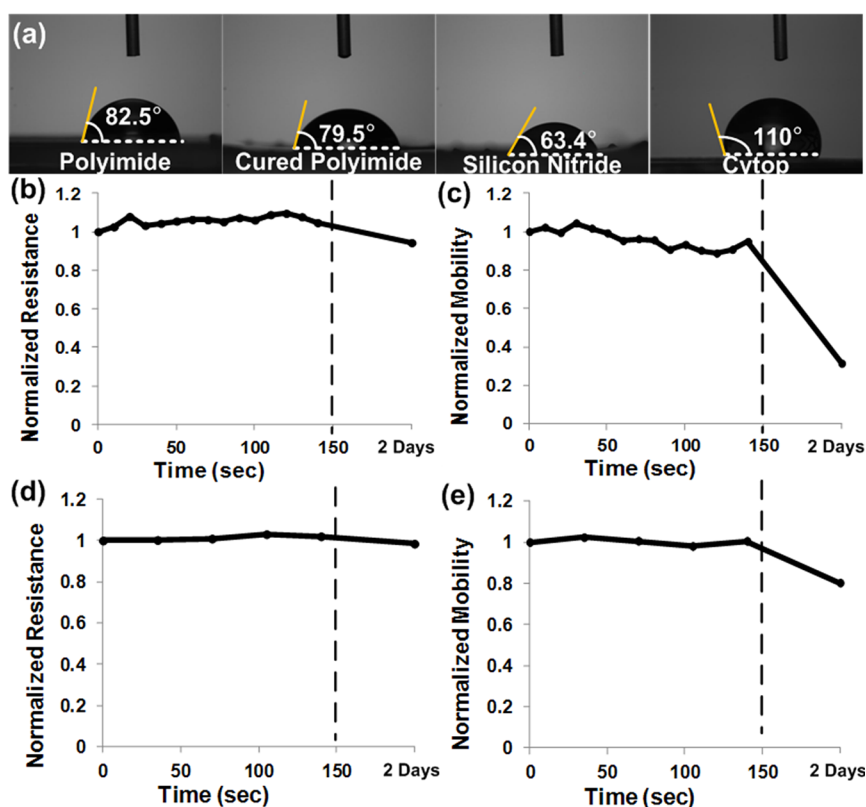 (a)
82.5°
79.5°
63.4°
110°
Polyimide
Cured Polyimide
Silicon Nitride
Cytop
(b)
1.2
1
0.8
0.6
0.4
0.2
0
Normalized Resistance
0
50
100
150
2 Days
Time (sec)
(c)
1.2
1
0.8
0.6
0.4
0.2
0
Normalized Mobility
0
50
100
150
2 Days
Time (sec)
(d)
1.2
1
0.8
0.6
0.4
0.2
0
Normalized Resistance
0
50
100
150
2 Days
Time (sec)
(e)
1.2
1
0.8
0.6
0.4
0.2
0
Normalized Mobility
0
50
100
150
2 Days
Time (sec)